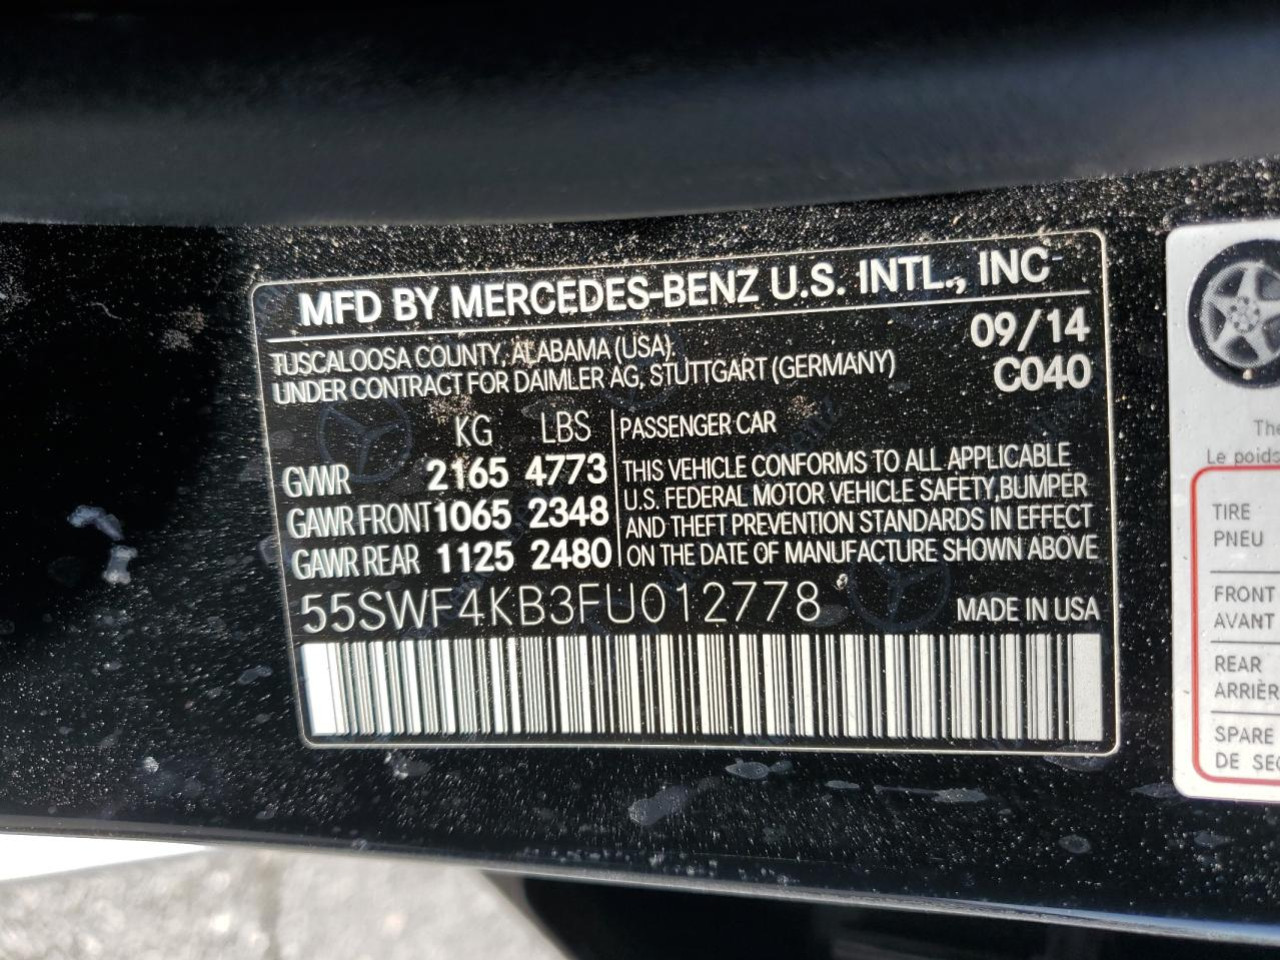 MFD BY MERCEDES-BENZ U.S. INTL., INC
09/14
TUSCALOOSA COUNTY, ALABAMA (USA).
UNDER CONTRACT FOR DAIMLER AG, STUTTGART (GERMANY)
C040
KG LBS
GWWR 2165 4773
GAWR FRONT 1065 2348
GAWR REAR 1125 2480
PASSENGER CAR
THIS VEHICLE CONFORMS TO ALL APPLICABLE
U.S. FEDERAL MOTOR VEHICLE SAFETY,BUMPER
AND THEFT PREVENTION STANDARDS IN EFFECT
ON THE DATE OF MANUFACTURE SHOWN ABOVE
55SWF4KB3FU012778
MADE IN USA
The
Le poids
TIRE
PNEU
FRONT
AVANT
REAR
ARRIÈR
SPARE
DE SEC